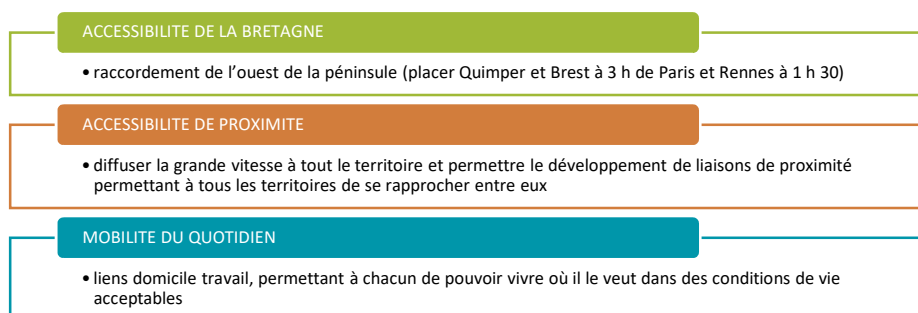 ACCESSIBILITE DE LA BRETAGNE
• raccordement de l’ouest de la péninsule (placer Quimper et Brest à 3 h de Paris et Rennes à 1 h 30)
ACCESSIBILITE DE PROXIMITE
• diffuser la grande vitesse à tout le territoire et permettre le développement de liaisons de proximité
permettant à tous les territoires de se rapprocher entre eux
MOBILITE DU QUOTIDIEN
• liens domicile travail, permettant à chacun de pouvoir vivre où il le veut dans des conditions de vie
acceptables